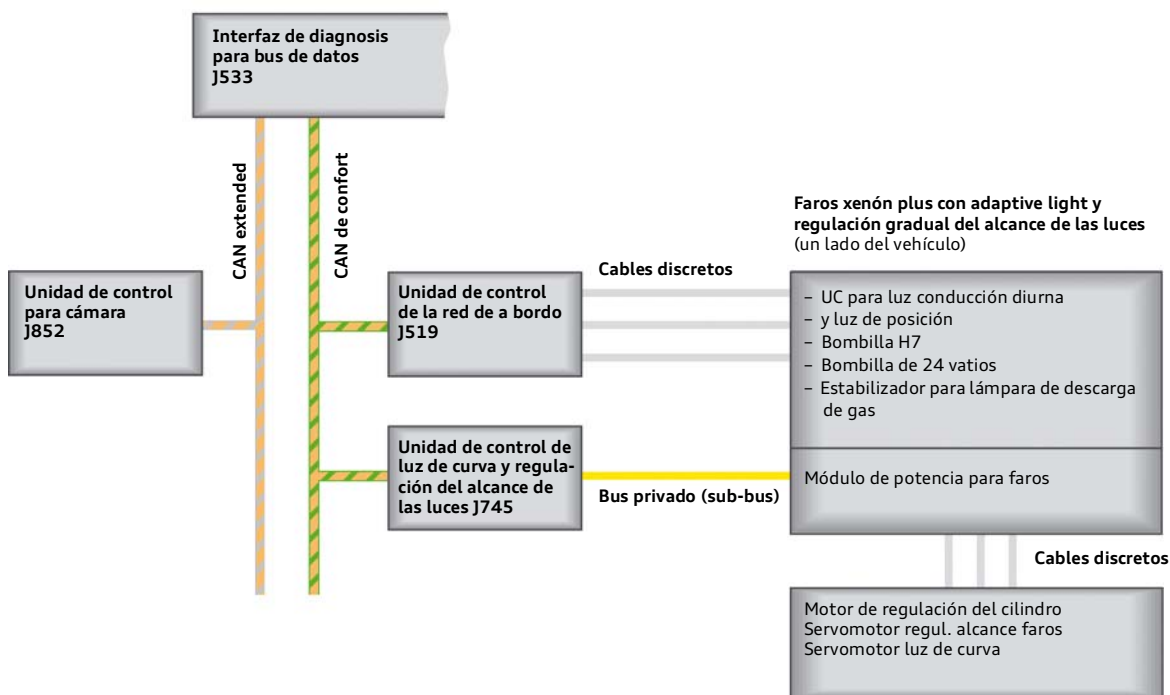 Interfaz de diagnosis
para bus de datos
J533
CAN extended
CAN de confort
Faros xenón plus con adaptive light y
regulación gradual del alcance de las luces
(un lado del vehículo)
Cables discretos
Unidad de control
para cámara
J852
Unidad de control
de la red de a bordo
J519
– UC para luz conducción diurna
– y luz de posición
– Bombilla H7
– Bombilla de 24 vatios
– Estabilizador para lámpara de descarga
de gas
Unidad de control de
luz de curva y regula-
ción del alcance de
las luces J745
Bus privado (sub-bus)
Módulo de potencia para faros
Cables discretos
Motor de regulación del cilindro
Servomotor regul. alcance faros
Servomotor luz de curva